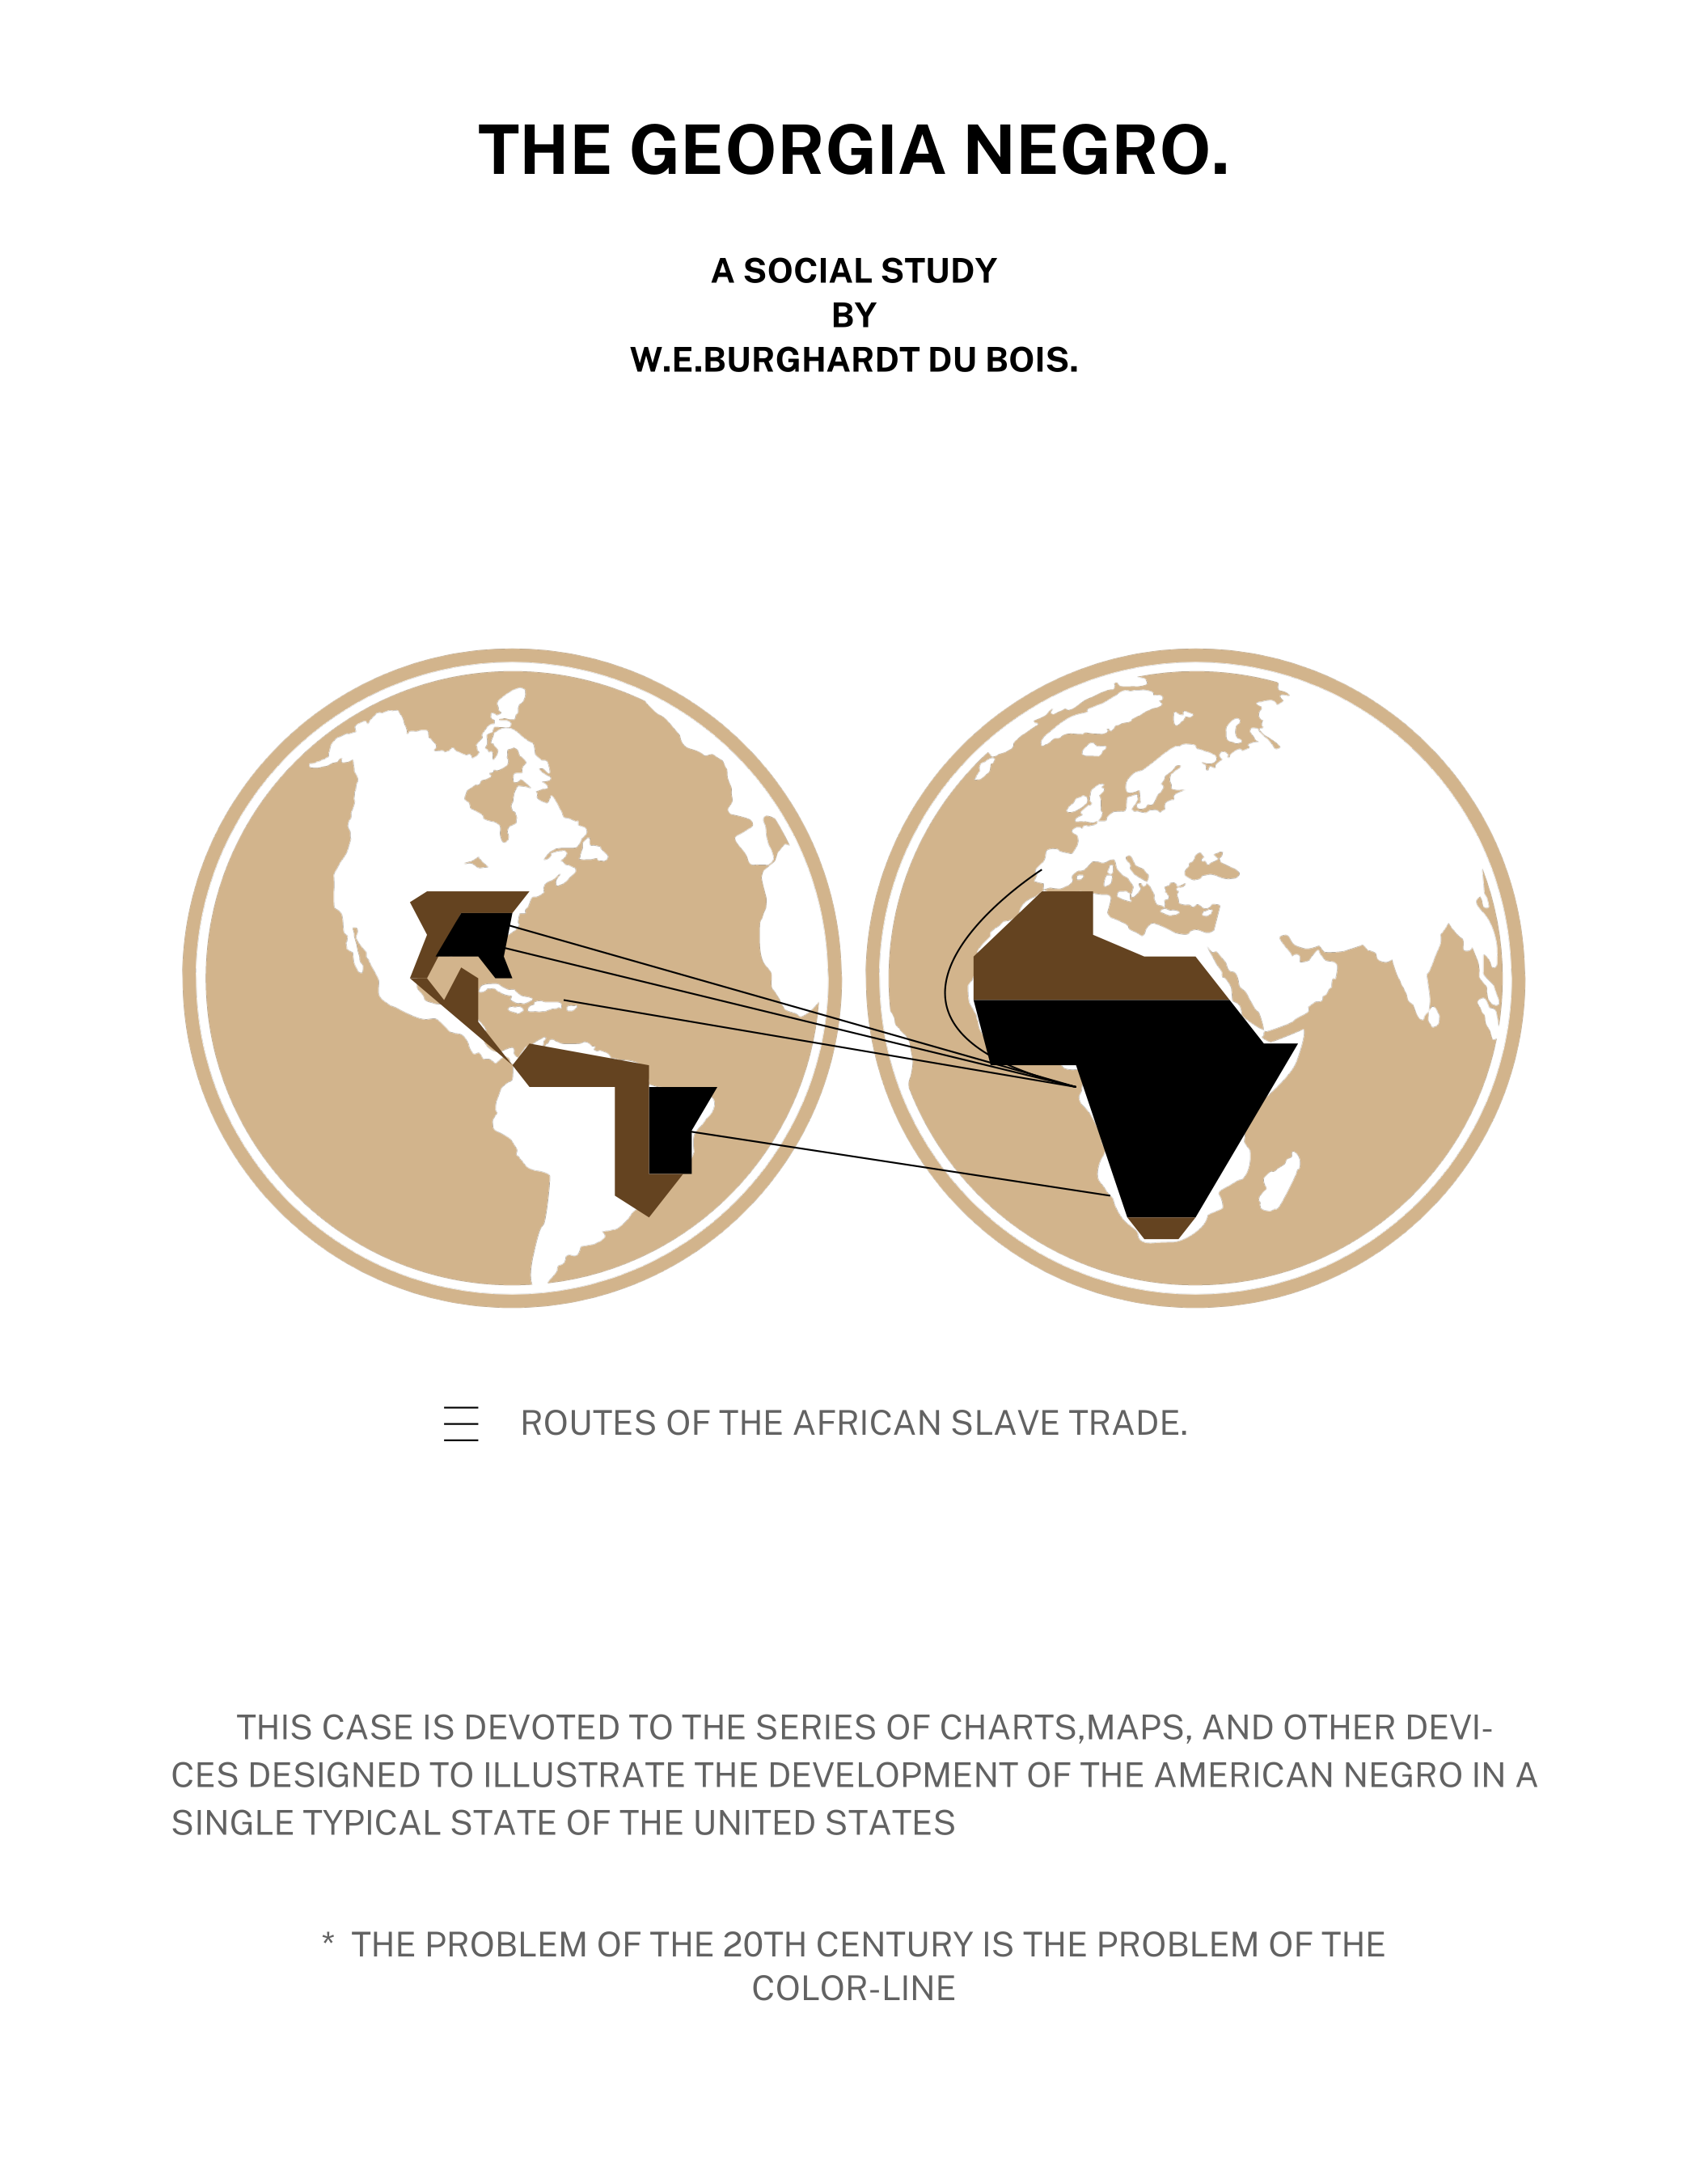 THE GEORGIA NEGRO.
A SOCIAL STUDY
BY
W.E.BURGHARDT DU BOIS.
ROUTES OF THE AFRICAN SLAVE TRADE.
THIS CASE IS DEVOTED TO THE SERIES OF CHARTS,MAPS, AND OTHER DEVI-
CES DESIGNED TO ILLUSTRATE THE DEVELOPMENT OF THE AMERICAN NEGRO IN A
SINGLE TYPICAL STATE OF THE UNITED STATES
* THE PROBLEM OF THE 20TH CENTURY IS THE PROBLEM OF THE
COLOR-LINE